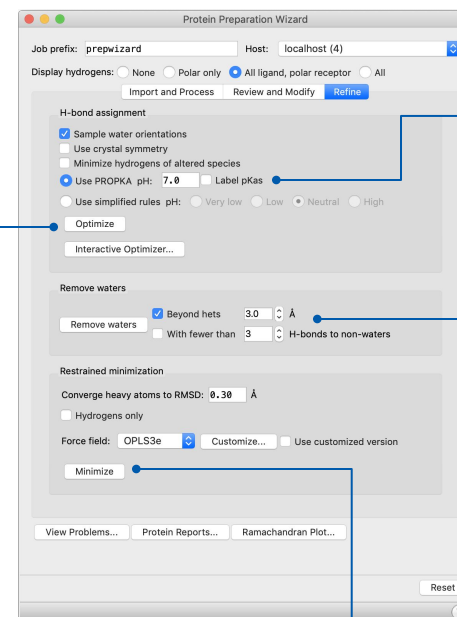 Protein Preparation Wizard
Job prefix: prepwizard Host: localhost (4)
Display hydrogens: None Polar only All ligand, polar receptor All
Import and Process Review and Modify Refine
H-bond assignment
Sample water orientations
Use crystal symmetry
Minimize hydrogens of altered species
Use PROPKA pH: 7.0 Label pKas
Use simplified rules pH: Very low Low Neutral High
Optimize
Interactive Optimizer...
Remove waters
Remove waters
Beyond hets 3.0 Å
With fewer than 3 H-bonds to non-waters
Restrained minimization
Converge heavy atoms to RMSD: 0.30 Å
Hydrogens only
Force field: OPLS3e Customize... Use customized version
Minimize
View Problems... Protein Reports... Ramachandran Plot...
Reset